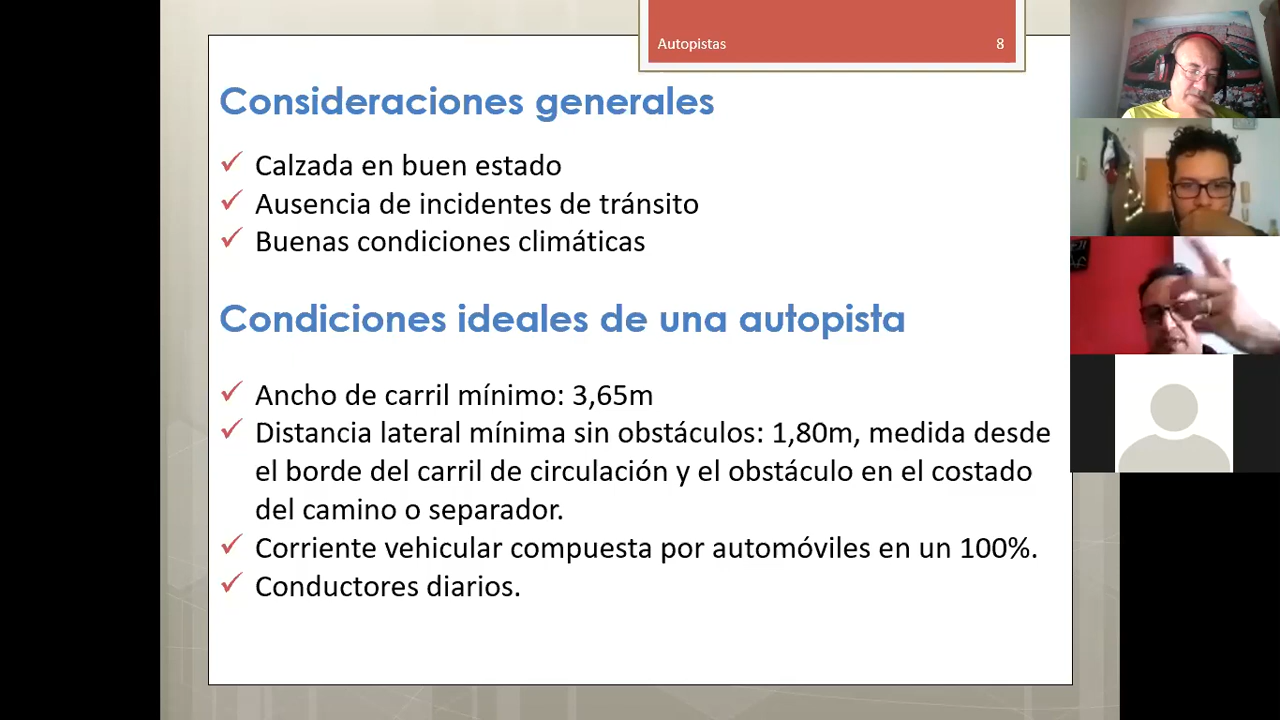 Autopistas 8
Consideraciones generales
Calzada en buen estado
Ausencia de incidentes de tránsito
Buenas condiciones climáticas
Condiciones ideales de una autopista
Ancho de carril mínimo: 3,65m
Distancia lateral mínima sin obstáculos: 1,80m, medida desde
el borde del carril de circulación y el obstáculo en el costado
del camino o separador.
Corriente vehicular compuesta por automóviles en un 100%.
Conductores diarios.